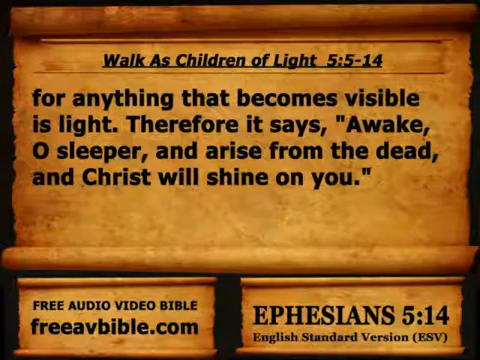 Walk As Children of Light 5:5-14
for anything that becomes visible
is light. Therefore it says, "Awake,
O sleeper, and arise from the dead,
and Christ will shine on you."
FREE AUDIO VIDEO BIBLE
freeavbible.com
EPHESIANS 5:14
English Standard Version (ESV)